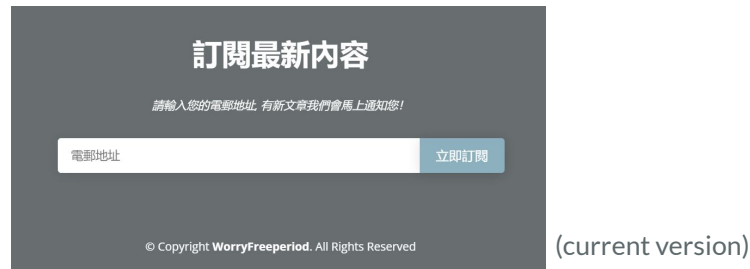 訂閱最新內容
請輸入您的電郵地址, 有新文章我們會馬上通知您!
電郵地址 立即訂閱
© Copyright WorryFreeperiod. All Rights Reserved
(current version)